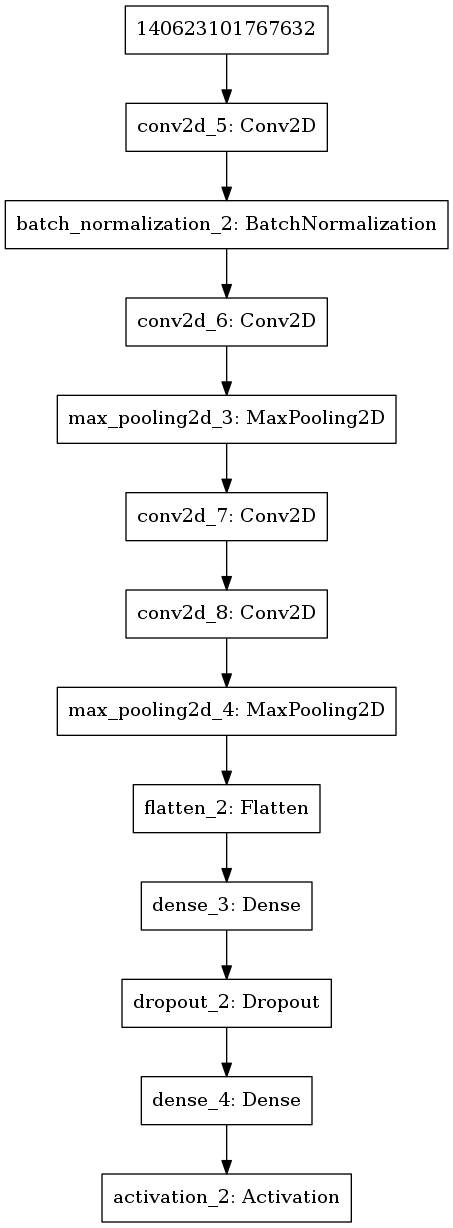 140623101767632
conv2d_5: Conv2D
batch_normalization_2: BatchNormalization
conv2d_6: Conv2D
max_pooling2d_3: MaxPooling2D
conv2d_7: Conv2D
conv2d_8: Conv2D
max_pooling2d_4: MaxPooling2D
flatten_2: Flatten
dense_3: Dense
dropout_2: Dropout
dense_4: Dense
activation_2: Activation